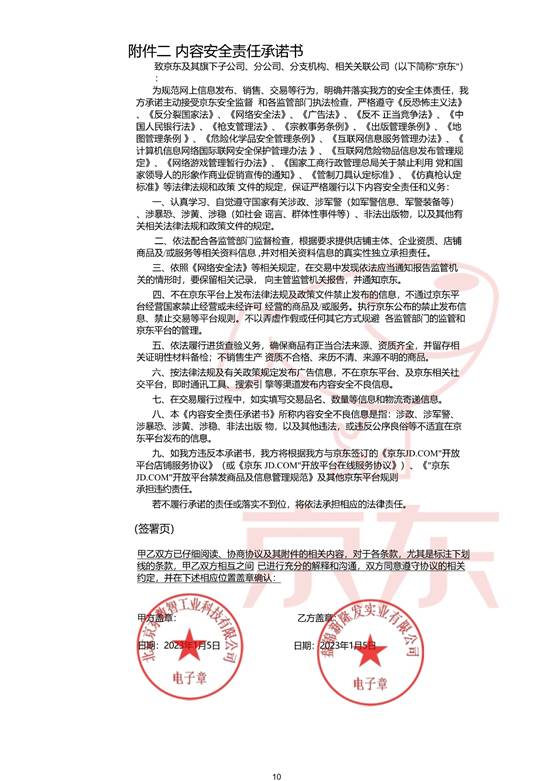 附件二 内容安全责任承诺书
致京东及其旗下子公司、分公司、分支机构、相关关联公司（以下简称"京东"）
：
为规范网上信息发布、销售、交易等行为，明确并落实我方的安全主体责任，我
方承诺主动接受京东安全监督 和各监管部门执法检查，严格遵守《反恐怖主义法》
、《反分裂国家法》、《网络安全法》、《广告法》、《反不 正当竞争法》、《中
国人民银行法》、《枪支管理法》、《宗教事务条例》、《出版管理条例》、《地
图管理条例 》、《危险化学品安全管理条例》、《互联网信息服务管理办法》、《
计算机信息网络国际联网安全保护管理办法 》、《互联网危险物品信息发布管理规
定》、《网络游戏管理暂行办法》、《国家工商行政管理总局关于禁止利用 党和国
家领导人的形象作商业促销宣传的通知》、《管制刀具认定标准》、《仿真枪认定
标准》等法律法规和政策 文件的规定，保证严格履行以下内容安全责任和义务：
一、认真学习、自觉遵守国家有关涉政、涉军警（如军警信息、军警装备等）
、涉暴恐、涉黄、涉稳（如社会 谣言、群体性事件等）、非法出版物，以及其他有
相关法律法规和政策文件的规定。
二、依法配合各监管部门监督检查，根据要求提供店铺主体、企业资质、店铺
商品及/或服务等相关资料信息 ,并对相关资料信息的真实性独立承担责任。
三、依照《网络安全法》等相关规定，在交易中发现依法应当通知报告监管机
关的情形时，要保留相关记录， 向主管监管机关报告，并通知京东。
四、不在京东平台上发布法律法规及政策文件禁止发布的信息，不通过京东平
台经营国家禁止经营或未经许可 经营的商品及/或服务。执行京东公布的禁止发布信
息、禁止交易等平台规则。不以弄虚作假或任何其它方式规避 各监管部门的监管和
京东平台的管理。
五、依法履行进货查验义务，确保商品有正当合法来源、资质齐全，并留存相
关证明性材料备检；不销售生产 资质不合格、来历不清、来源不明的商品。
六、按法律法规及有关政策规定发布广告信息，不在京东平台、及京东相关社
交平台，即时通讯工具、搜索引 擎等渠道发布内容安全不良信息。
七、在交易履行过程中，如实填写交易品名、数量等信息和物流寄递信息。
八、本《内容安全责任承诺书》所称内容安全不良信息是指：涉政、涉军警、
涉暴恐、涉黄、涉稳、非法出版 物，以及其他违法，或违反公序良俗等不适宜在京
东平台发布的信息。
九、如我方违反本承诺书，我方将根据我方与京东签订的《京东JD.COM"开放
平台店铺服务协议》（或《京东 JD.COM"开放平台在线服务协议》）、《"京东
JD.COM"开放平台禁发商品及信息管理规范》及其他京东平台规则
承担违约责任。
若不履行承诺的责任或落实不到位，将依法承担相应的法律责任。
(签署页)
甲乙双方已仔细阅读、协商协议及其附件的相关内容，对于各条款，尤其是标注下划
线的条款，甲乙双方相互之间 已进行充分的解释和沟通，双方同意遵守协议的相关
约定，并在下述相应位置盖章确认：
甲方盖章： 乙方盖章：
日期：2023年1月5日 日期：2023年1月5日
电子章 电子章
京东
10